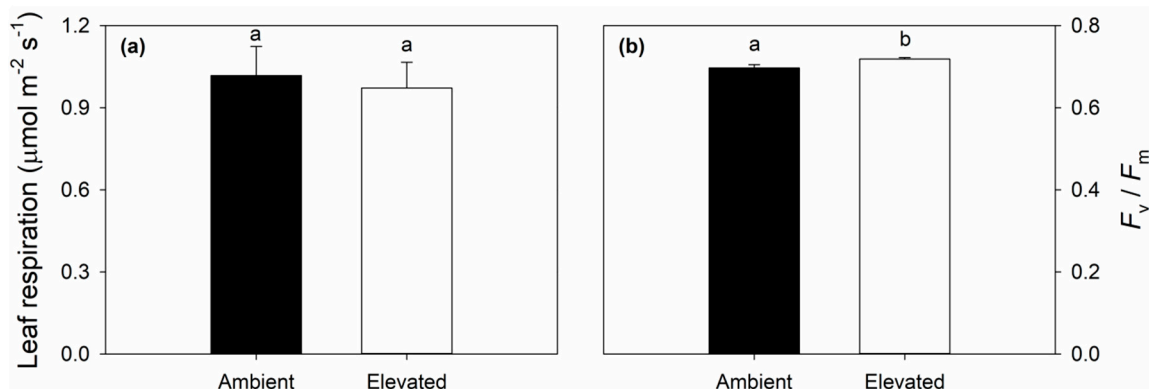 Leaf respiration (μmol m⁻² s⁻¹)
1.2
0.9
0.6
0.3
0.0
(a)
a
a
Ambient
Elevated
(b)
a
b
Ambient
Elevated
0.8
0.6
0.4
0.2
0.0
Fv / Fm